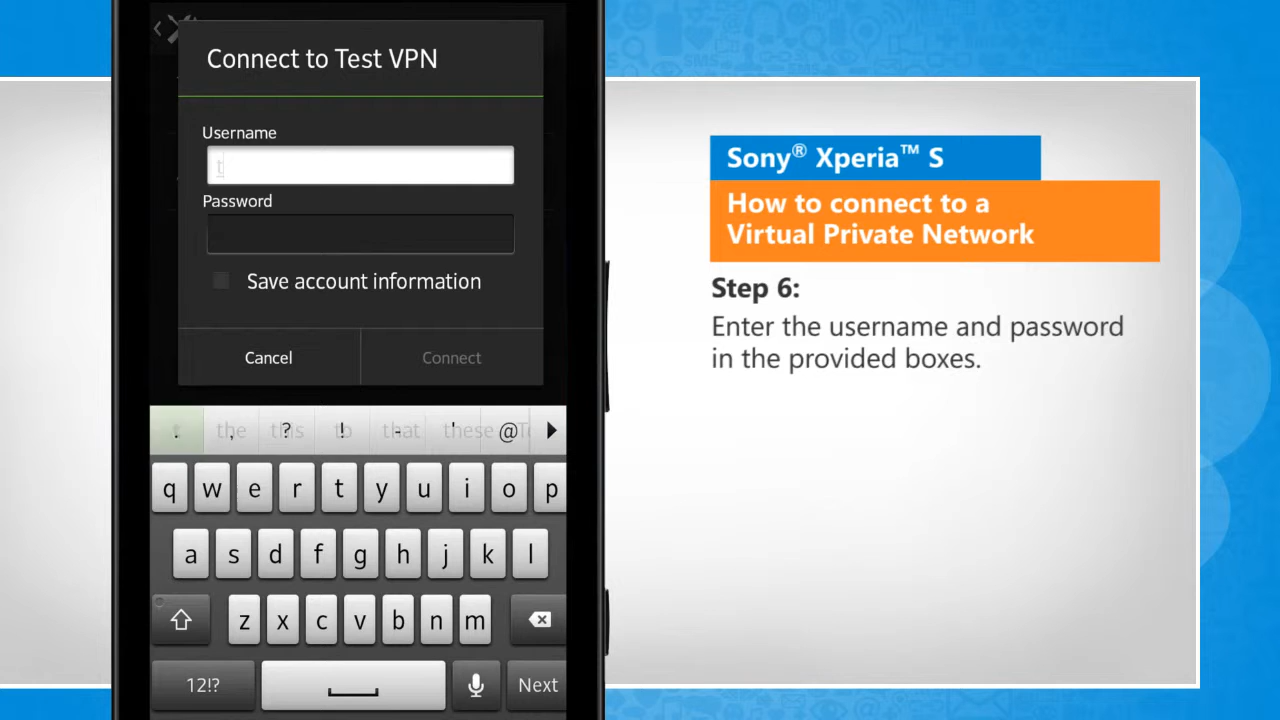 Connect to Test VPN
Username
t
Password
Save account information
Cancel
Connect
. , ? ! - ' @
the this to that these
q w e r t y u i o p
a s d f g h j k l
z x c v b n m
12!?
Next
Sony® Xperia™ S
How to connect to a
Virtual Private Network
Step 6:
Enter the username and password
in the provided boxes.